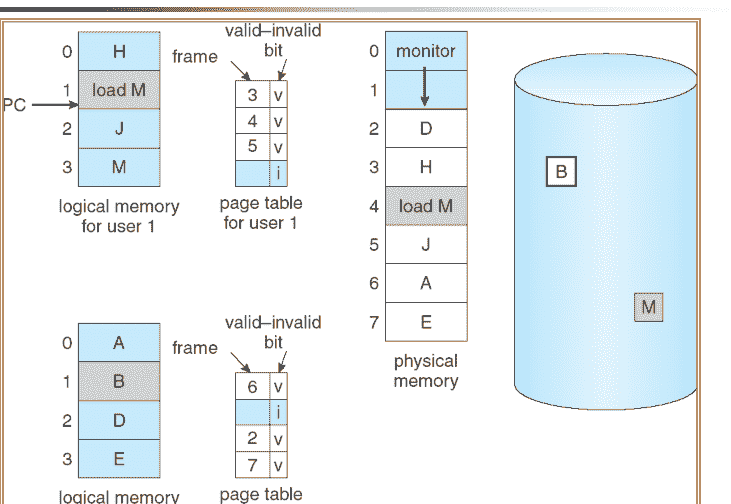 valid–invalid
bit
frame
0 H
1 load M
PC
2 J
3 M
3 v
4 v
5 v
i
logical memory
for user 1
page table
for user 1
0 monitor
1
2 D
3 H
4 load M
5 J
6 A
7 E
physical
memory
B
M
valid–invalid
bit
frame
0 A
1 B
2 D
3 E
6 v
i
2 v
7 v
logical memory
page table